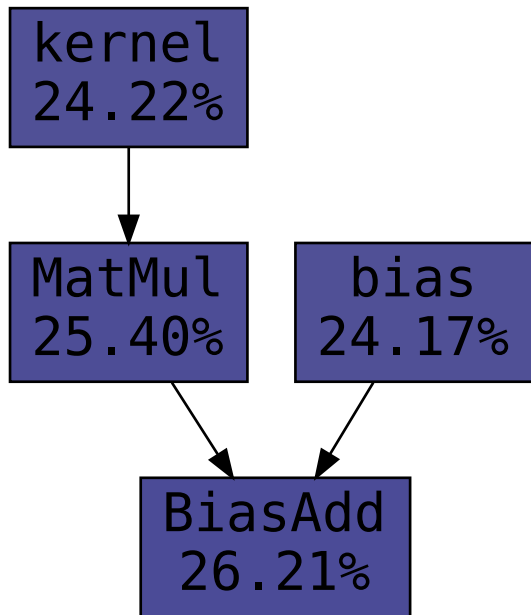 kernel
24.22%
MatMul
25.40%
bias
24.17%
BiasAdd
26.21%